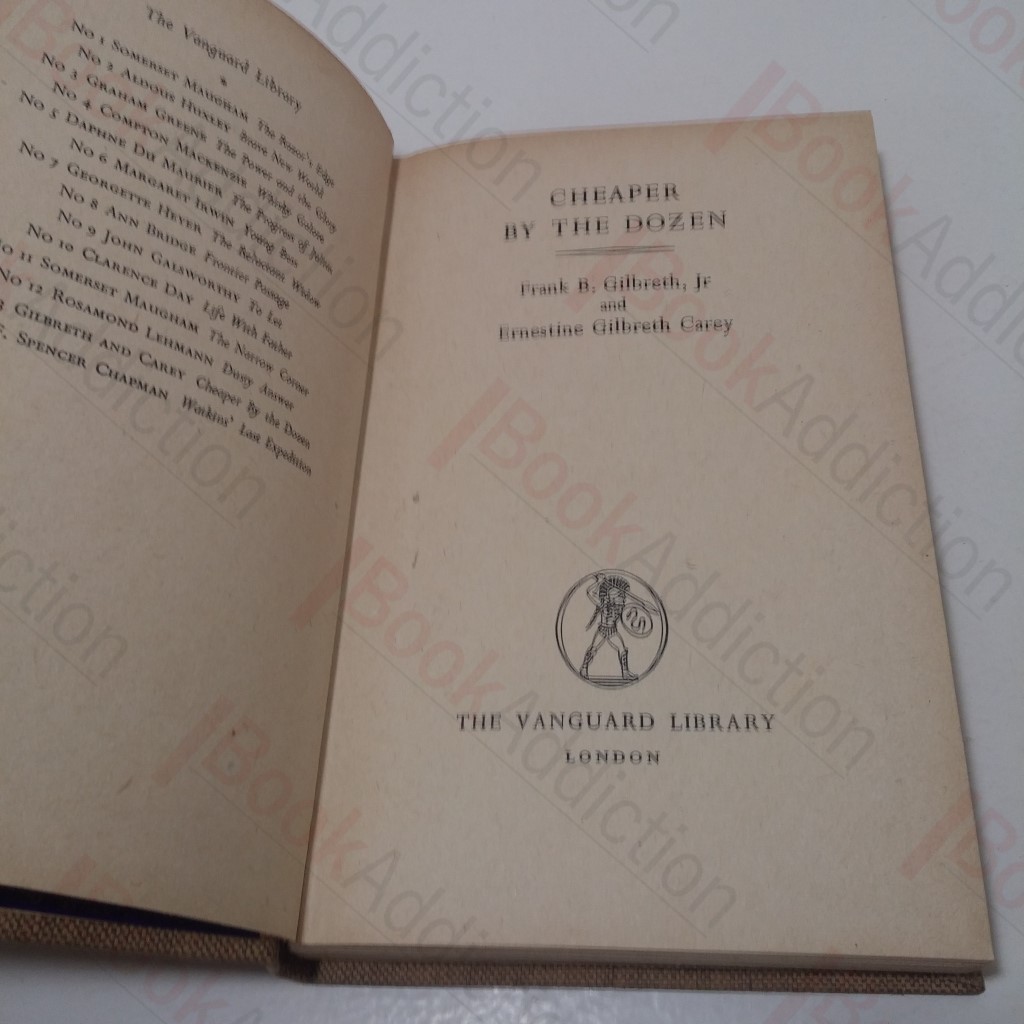 The Vanguard Library
No 1 SOMERSET MAUGHAM The Razor's Edge
No 2 ALDOUS HUXLEY Brave New World
No 3 GRAHAM GREENE The Power and the Glory
No 4 COMPTON MACKENZIE Whisky Galore
No 5 DAPHNE DU MAURIER The Progress of Julius
No 6 MARGARET IRWIN Young Bess
No 7 GEORGETTE HEYER The Reluctant Widow
No 8 ANN BRIDGE Frontier Passage
No 9 JOHN GALSWORTHY To Let
No 10 CLARENCE DAY Life With Father
No 11 SOMERSET MAUGHAM The Narrow Corner
No 12 ROSAMOND LEHMANN Dusty Answer
3 GILBRETH AND CAREY Cheaper By the Dozen
F. SPENCER CHAPMAN Watkins' Last Expedition
CHEAPER
BY THE DOZEN
Frank B. Gilbreth, Jr
and
Ernestine Gilbreth Carey
THE VANGUARD LIBRARY
LONDON
BookAddiction